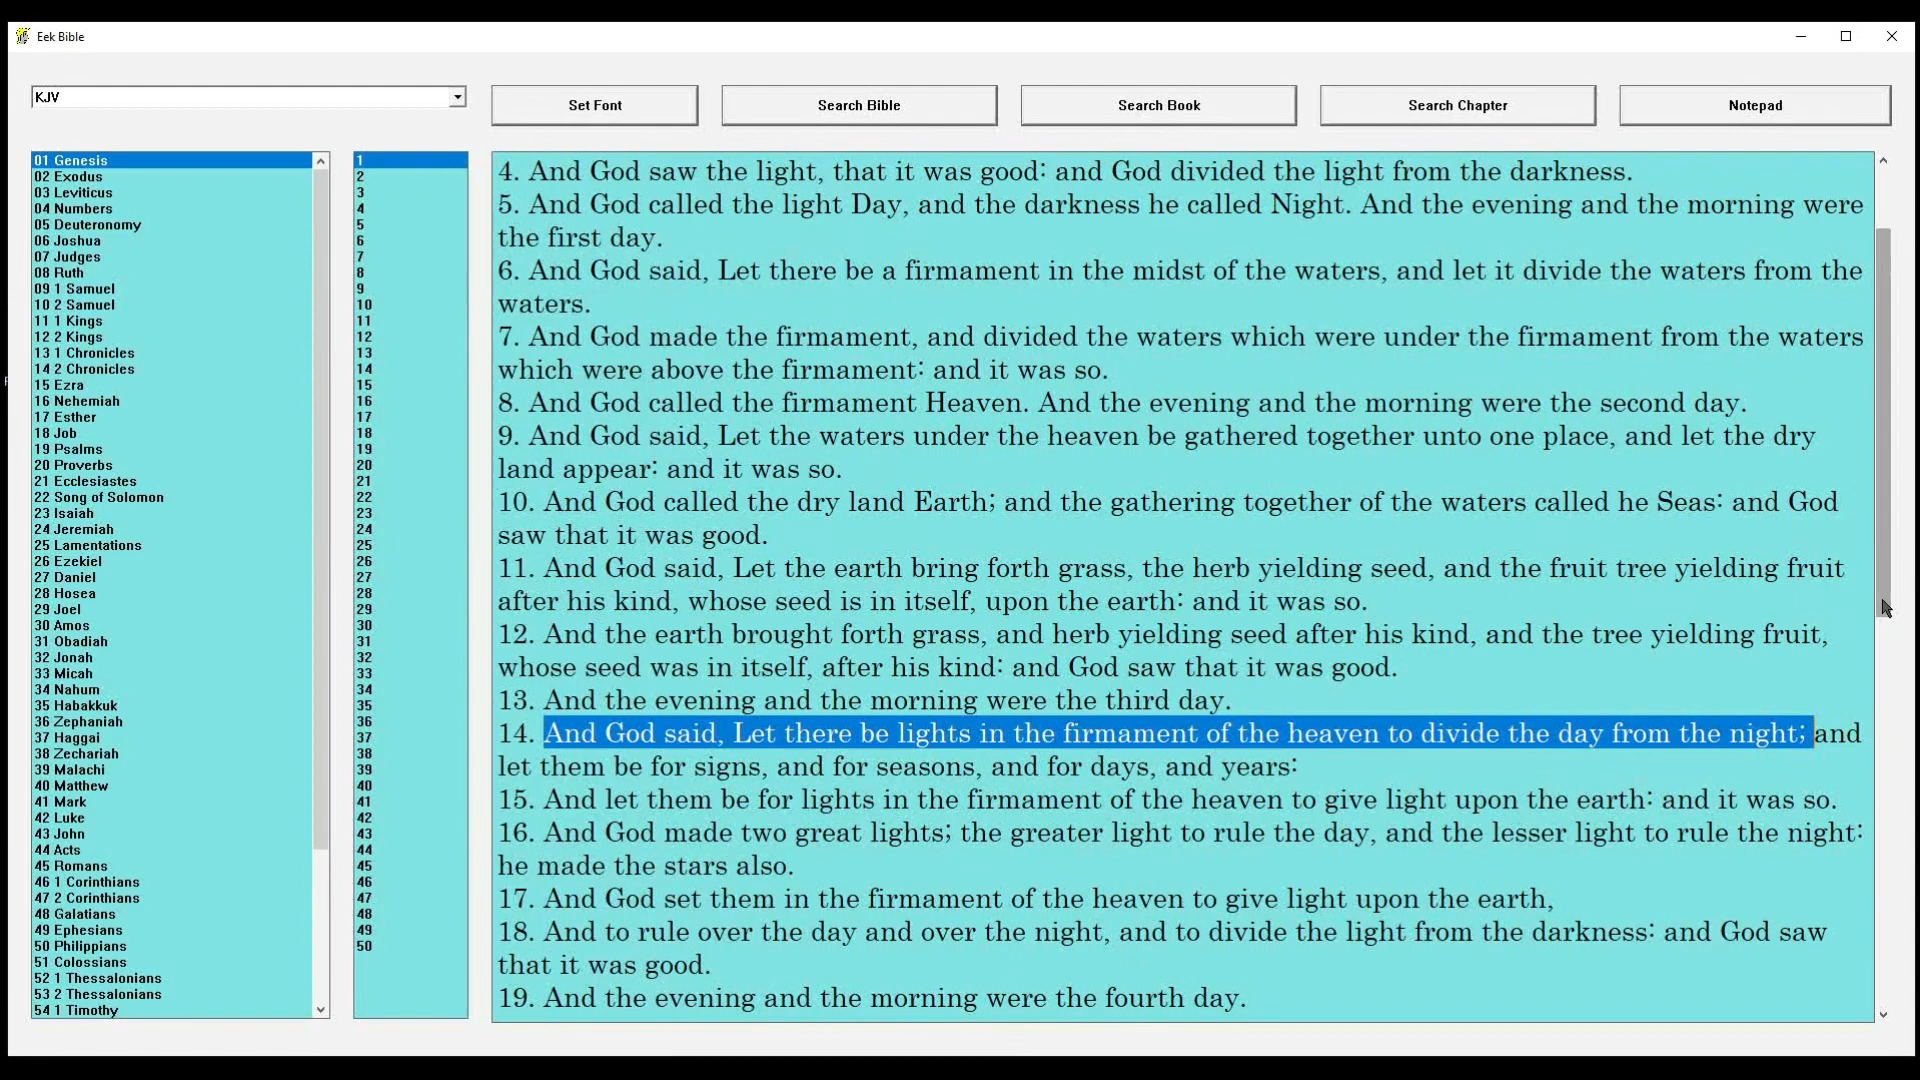 Eek Bible
KJV
Set Font
Search Bible
Search Book
Search Chapter
Notepad
01 Genesis
02 Exodus
03 Leviticus
04 Numbers
05 Deuteronomy
06 Joshua
07 Judges
08 Ruth
09 1 Samuel
10 2 Samuel
11 1 Kings
12 2 Kings
13 1 Chronicles
14 2 Chronicles
15 Ezra
16 Nehemiah
17 Esther
18 Job
19 Psalms
20 Proverbs
21 Ecclesiastes
22 Song of Solomon
23 Isaiah
24 Jeremiah
25 Lamentations
26 Ezekiel
27 Daniel
28 Hosea
29 Joel
30 Amos
31 Obadiah
32 Jonah
33 Micah
34 Nahum
35 Habakkuk
36 Zephaniah
37 Haggai
38 Zechariah
39 Malachi
40 Matthew
41 Mark
42 Luke
43 John
44 Acts
45 Romans
46 1 Corinthians
47 2 Corinthians
48 Galatians
49 Ephesians
50 Philippians
51 Colossians
52 1 Thessalonians
53 2 Thessalonians
54 1 Timothy
1
2
3
4
5
6
7
8
9
10
11
12
13
14
15
16
17
18
19
20
21
22
23
24
25
26
27
28
29
30
31
32
33
34
35
36
37
38
39
40
41
42
43
44
45
46
47
48
49
50
4. And God saw the light, that it was good: and God divided the light from the darkness.
5. And God called the light Day, and the darkness he called Night. And the evening and the morning were
the first day.
6. And God said, Let there be a firmament in the midst of the waters, and let it divide the waters from the
waters.
7. And God made the firmament, and divided the waters which were under the firmament from the waters
which were above the firmament: and it was so.
8. And God called the firmament Heaven. And the evening and the morning were the second day.
9. And God said, Let the waters under the heaven be gathered together unto one place, and let the dry
land appear: and it was so.
10. And God called the dry land Earth; and the gathering together of the waters called he Seas: and God
saw that it was good.
11. And God said, Let the earth bring forth grass, the herb yielding seed, and the fruit tree yielding fruit
after his kind, whose seed is in itself, upon the earth: and it was so.
12. And the earth brought forth grass, and herb yielding seed after his kind, and the tree yielding fruit,
whose seed was in itself, after his kind: and God saw that it was good.
13. And the evening and the morning were the third day.
14. And God said, Let there be lights in the firmament of the heaven to divide the day from the night; and
let them be for signs, and for seasons, and for days, and years:
15. And let them be for lights in the firmament of the heaven to give light upon the earth: and it was so.
16. And God made two great lights; the greater light to rule the day, and the lesser light to rule the night:
he made the stars also.
17. And God set them in the firmament of the heaven to give light upon the earth,
18. And to rule over the day and over the night, and to divide the light from the darkness: and God saw
that it was good.
19. And the evening and the morning were the fourth day.